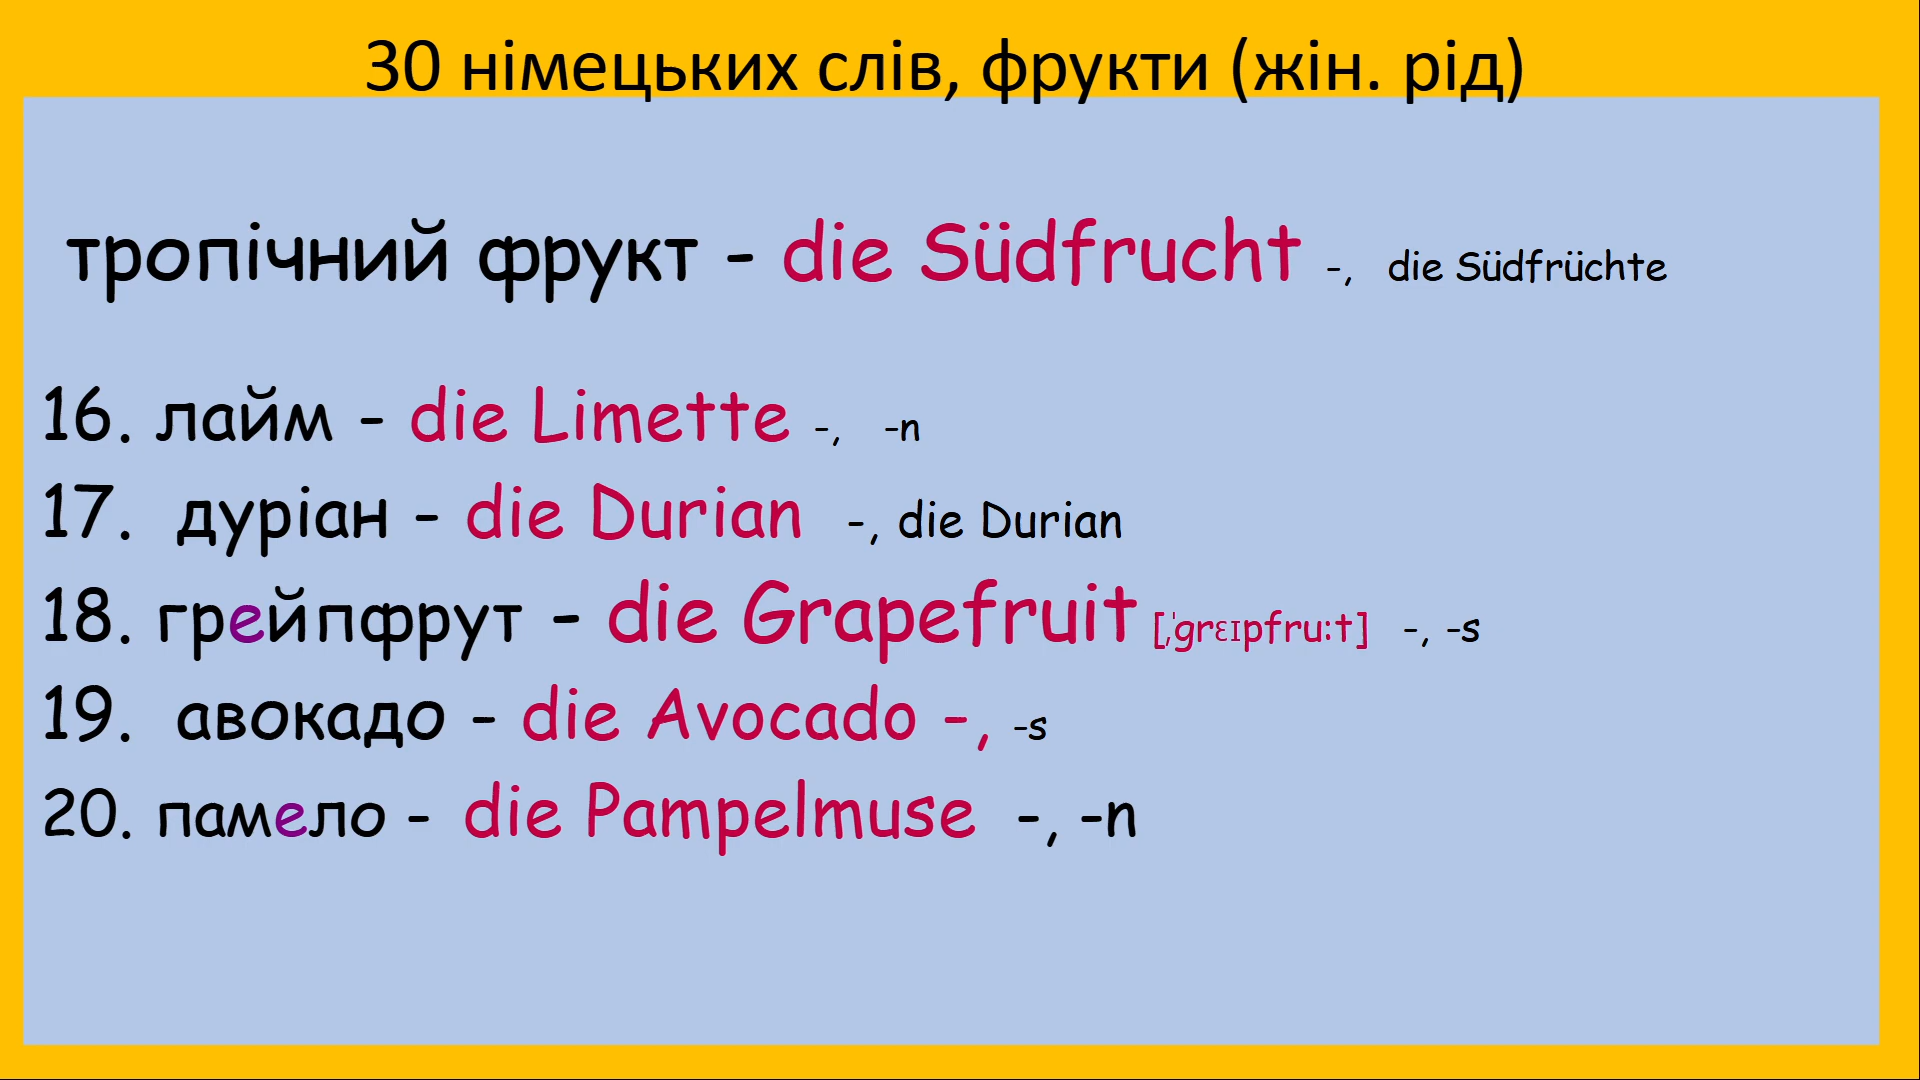 30 німецьких слів, фрукти (жін. рід)
тропічний фрукт - die Südfrucht -, die Südfrüchte
16. лайм - die Limette -, -n
17. дуріан - die Durian -, die Durian
18. грейпфрут - die Grapefruit [ˌˈgrɛɪpfru:t] -, -s
19. авокадо - die Avocado -, -s
20. памело - die Pampelmuse -, -n